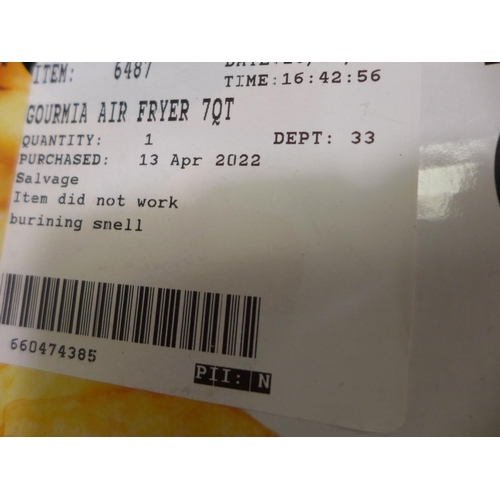 ITEM: 6487
TIME: 16:42:56
GOURMIA AIR FRYER 7QT
QUANTITY: 1 DEPT: 33
PURCHASED: 13 Apr 2022
Salvage
Item did not work
burining smell
660474385
PII: N